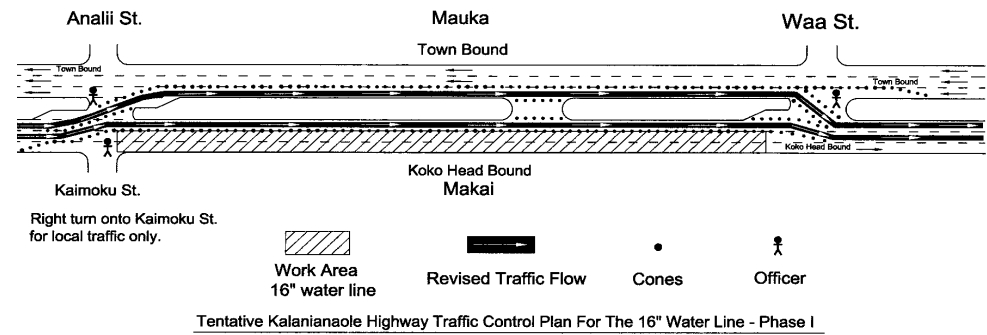 Analii St.
Mauka
Waa St.
Town Bound
Town Bound
Town Bound
Koko Head Bound
Koko Head Bound
Makai
Kaimoku St.
Right turn onto Kaimoku St.
for local traffic only.
Work Area
16" water line
Revised Traffic Flow
Cones
Officer
Tentative Kalanianaole Highway Traffic Control Plan For The 16" Water Line - Phase I